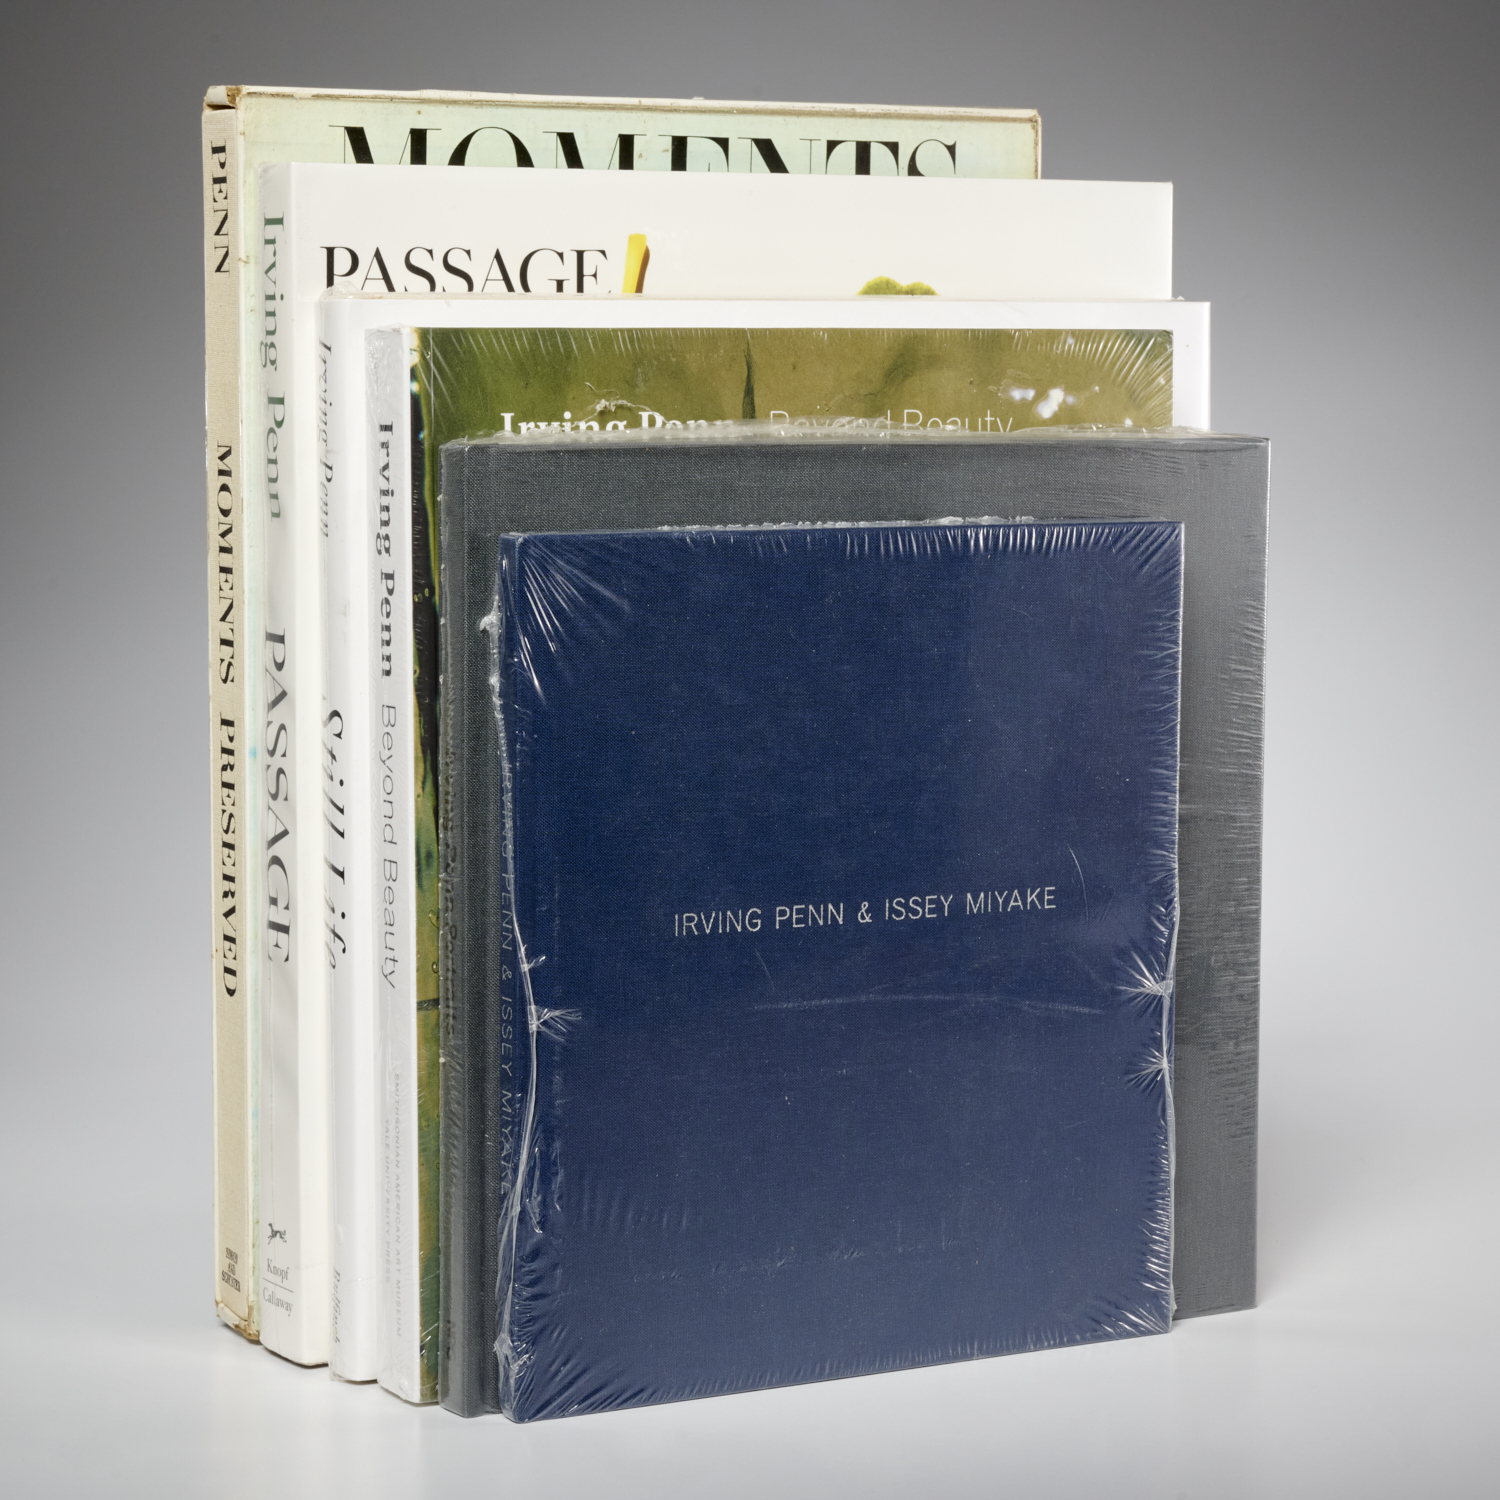 MOMENTS
PENN
MOMENTS PRESERVED
SIMON
AND
SCHUSTER
PASSAGE
Irving Penn
PASSAGE
Knopf
Callaway
Irving Penn
Still Life
Bulfinch
Irving Penn Beyond Beauty
Irving Penn Beyond Beauty
SMITHSONIAN AMERICAN ART MUSEUM
YALE UNIVERSITY PRESS
IRVING PENN & ISSEY MIYAKE
IRVING PENN & ISSEY MIYAKE